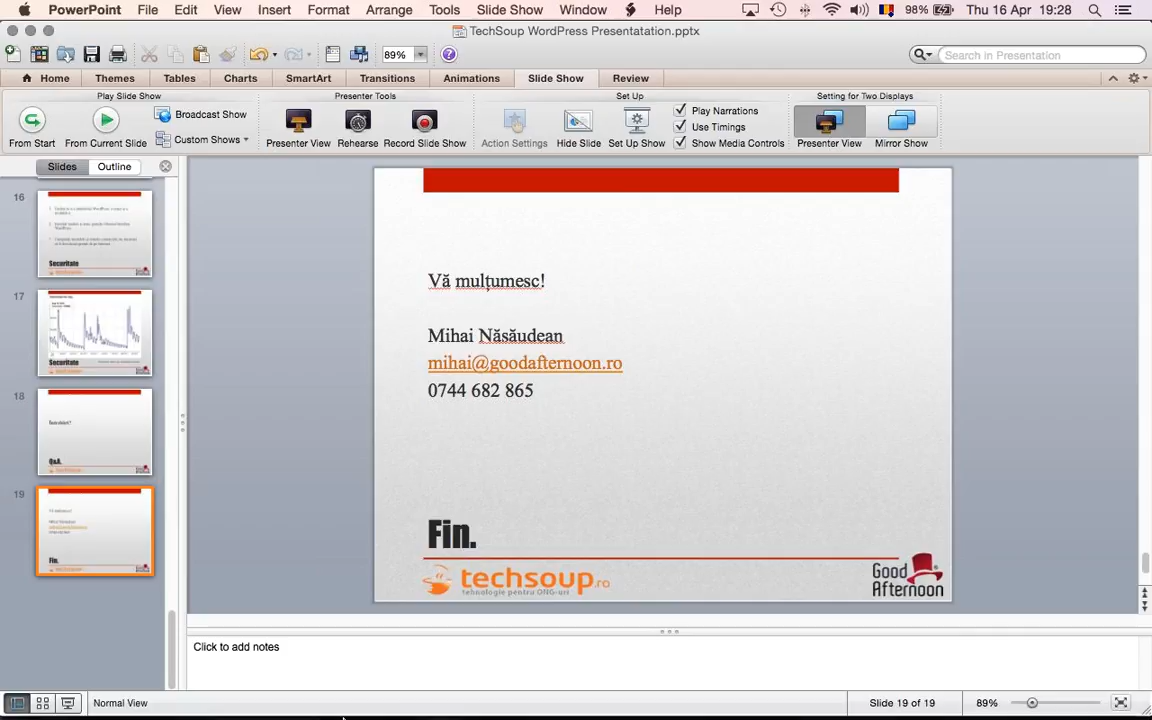 PowerPoint File Edit View Insert Format Arrange Tools Slide Show Window Help 98% Thu 16 Apr 19:28
TechSoup WordPress Presentatation.pptx
89% Search in Presentation
Home Themes Tables Charts SmartArt Transitions Animations Slide Show Review
Play Slide Show Presenter Tools Set Up Setting for Two Displays
Broadcast Show
Custom Shows
From Start From Current Slide Presenter View Rehearse Record Slide Show Action Settings Hide Slide Set Up Show
Play Narrations
Use Timings
Show Media Controls
Presenter View Mirror Show
Slides Outline
16
Securitate
17
Securitate
18
Întrebări?
Q&A.
19
Fin.
Vă mulțumesc!
Mihai Năsăudean
mihai@goodafternoon.ro
0744 682 865
Fin.
techsoup.ro
tehnologie pentru ONG-uri
Good
Afternoon
Click to add notes
Normal View Slide 19 of 19 89%